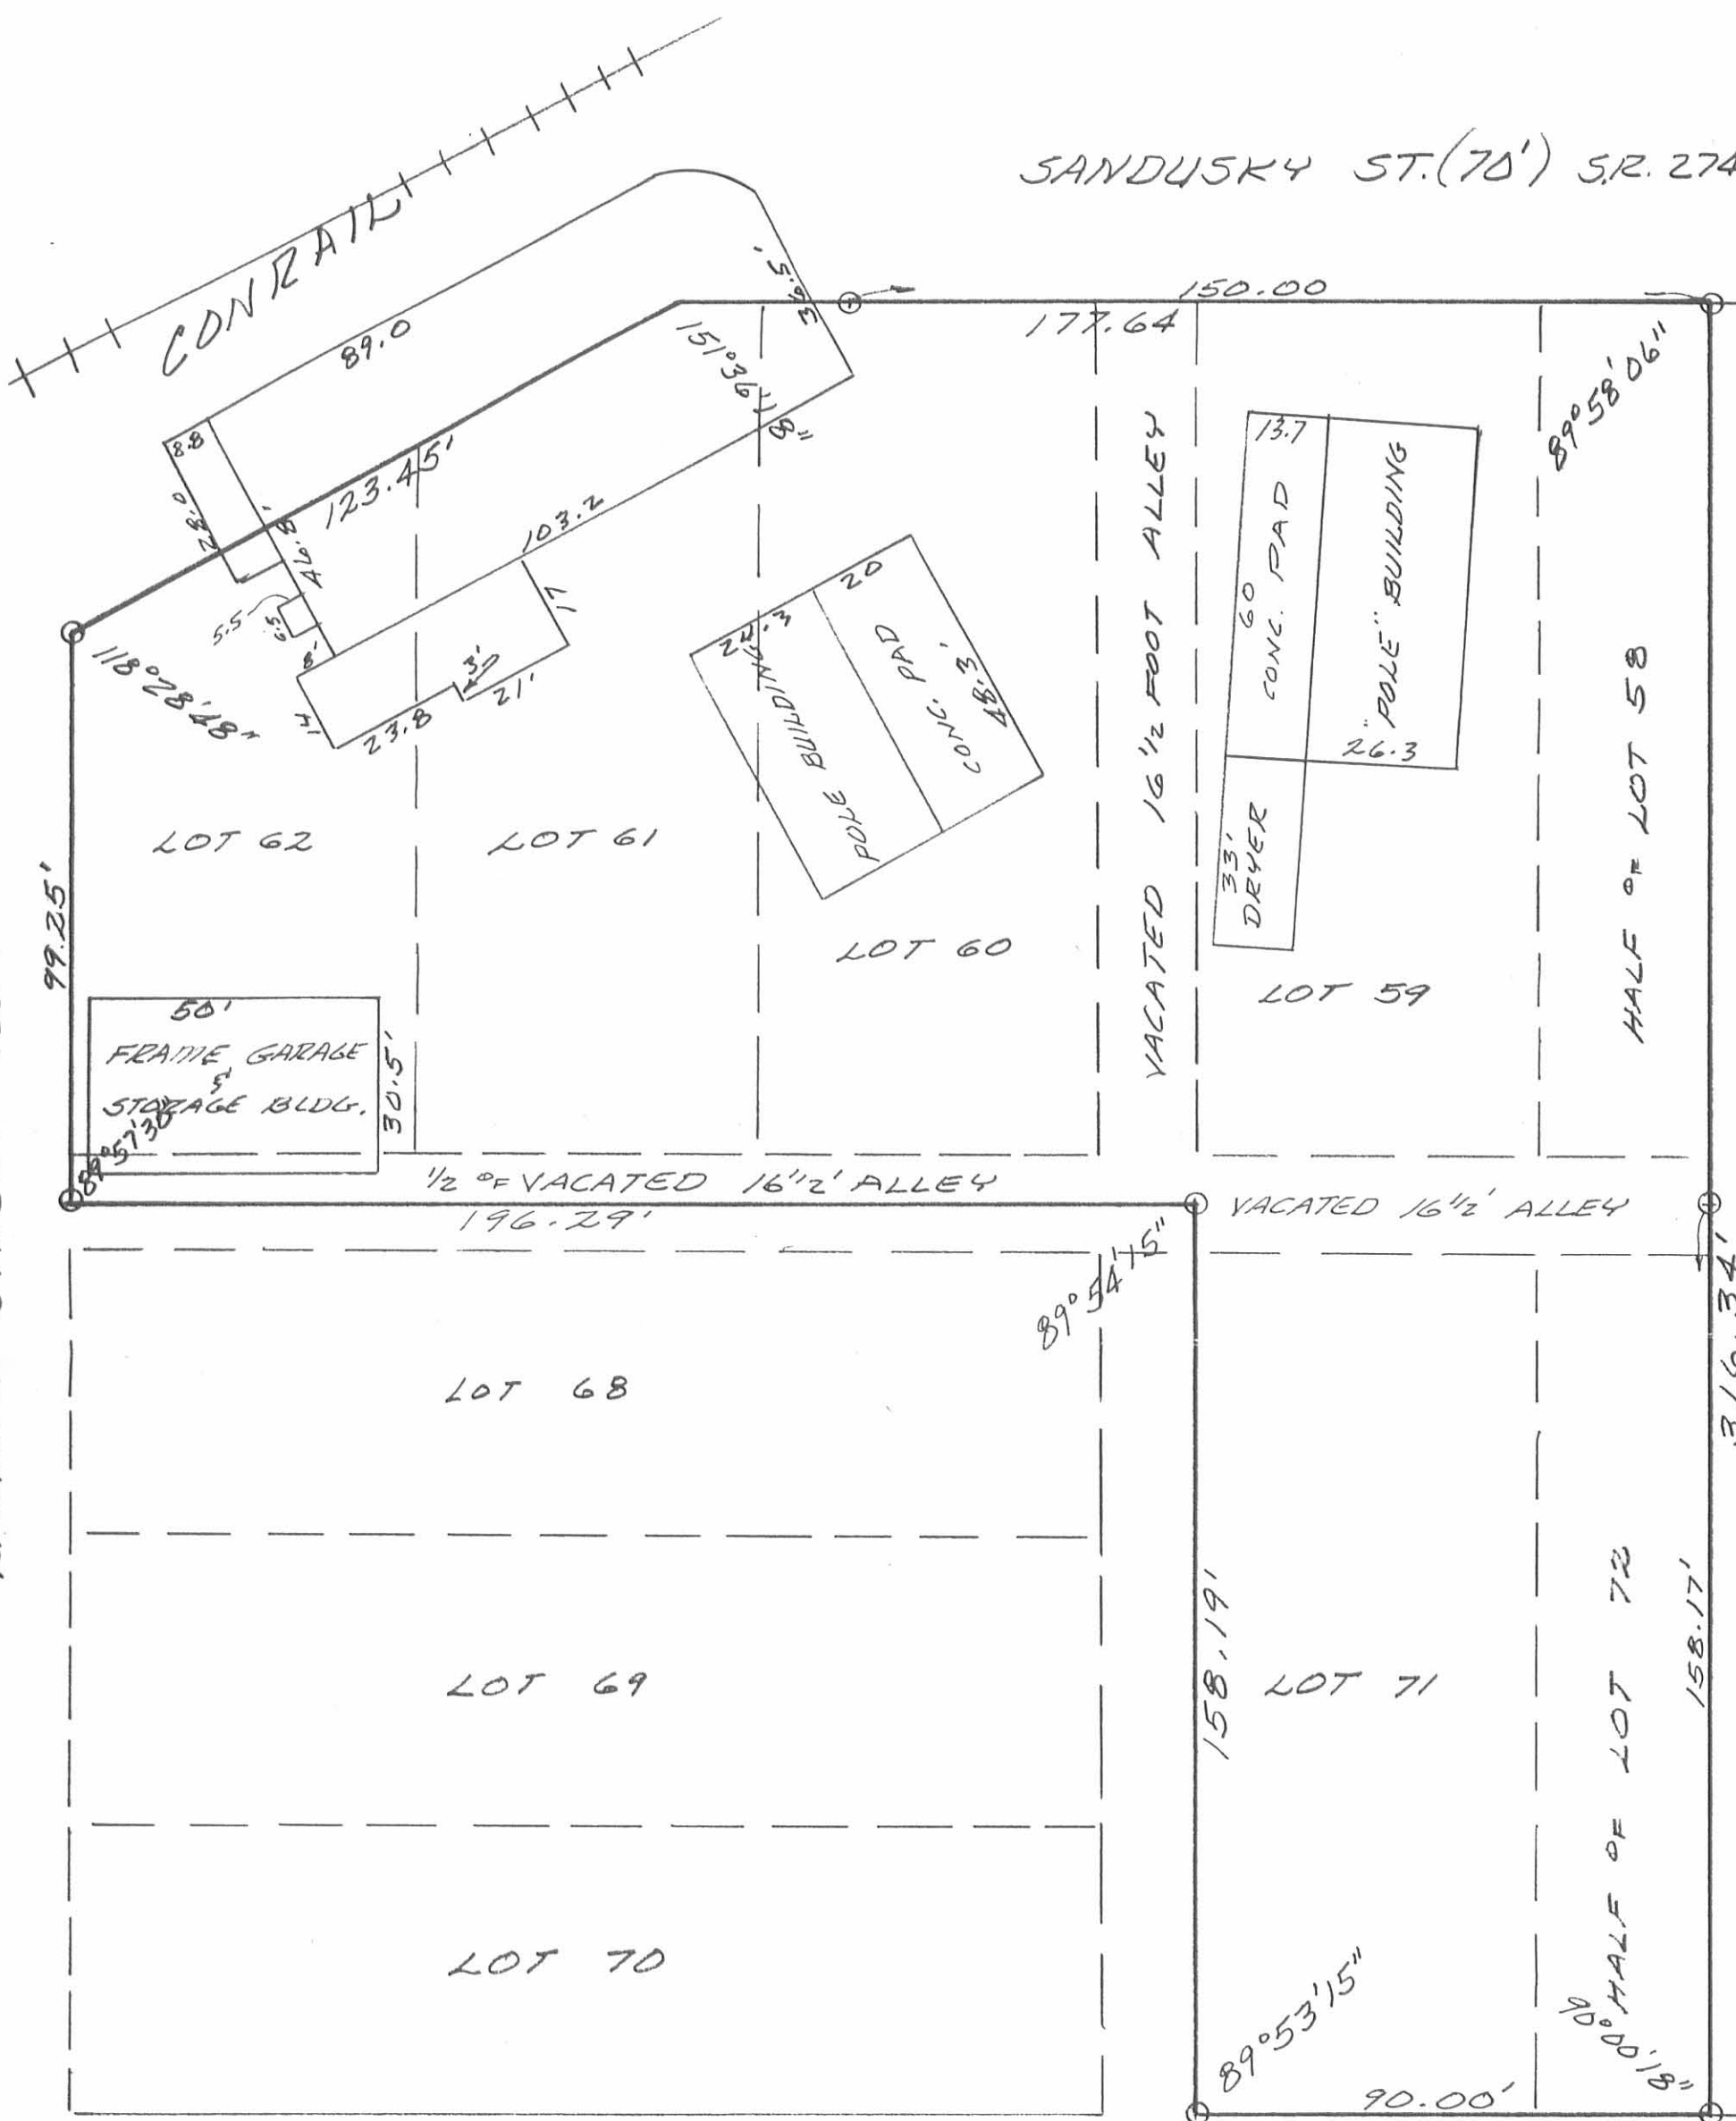 SANDUSKY ST.(70') S.R. 274
CONRAIL
150.00
177.64
89.0
36.5'
151°36'18"
89°58'06"
8.8
28.0
123.45'
46.8'
103.2
5.5
6.5
8'
14
23.8
3'
21'
17
118°28'48"
25.3
20
POLE BUILDING
CONC. PAD
48.3'
VACATED 16 1/2 FOOT ALLEY
13.7
60
CONC. PAD
"POLE" BUILDING
26.3
33'
DRYER
HALF OF LOT 58
LOT 62
LOT 61
LOT 60
LOT 59
99.25'
50'
FRAME GARAGE
&
STORAGE BLDG.
30.5'
89°57'30"
1/2 OF VACATED 16 1/2' ALLEY
196.29'
VACATED 16 1/2' ALLEY
89°54'15"
316.34'
LOT 68
LOT 69
LOT 70
158.19'
LOT 71
HALF OF LOT 72
158.17'
89°53'15"
90°00'18"
90.00'